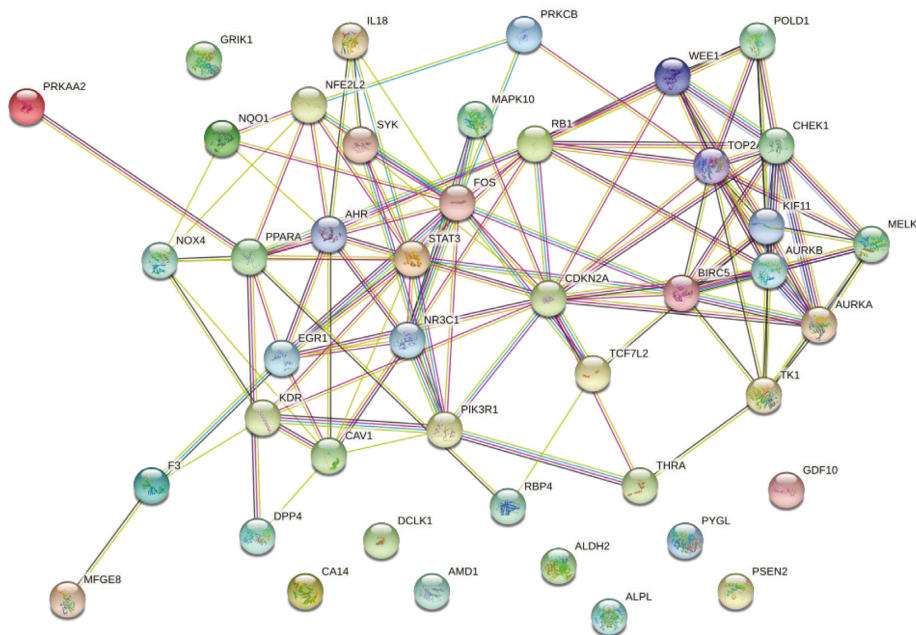 IL18
PRKCB
POLD1
GRIK1
WEE1
PRKAA2
NFE2L2
MAPK10
NQO1
SYK
RB1
CHEK1
TOP2A
FOS
KIF11
AHR
MELK
NOX4
PPARA
STAT3
AURKB
CDKN2A
BIRC5
AURKA
NR3C1
EGR1
TCF7L2
TK1
KDR
PIK3R1
CAV1
F3
THRA
GDF10
RBP4
DPP4
DCLK1
PYGL
ALDH2
MFGE8
CA14
AMD1
PSEN2
ALPL